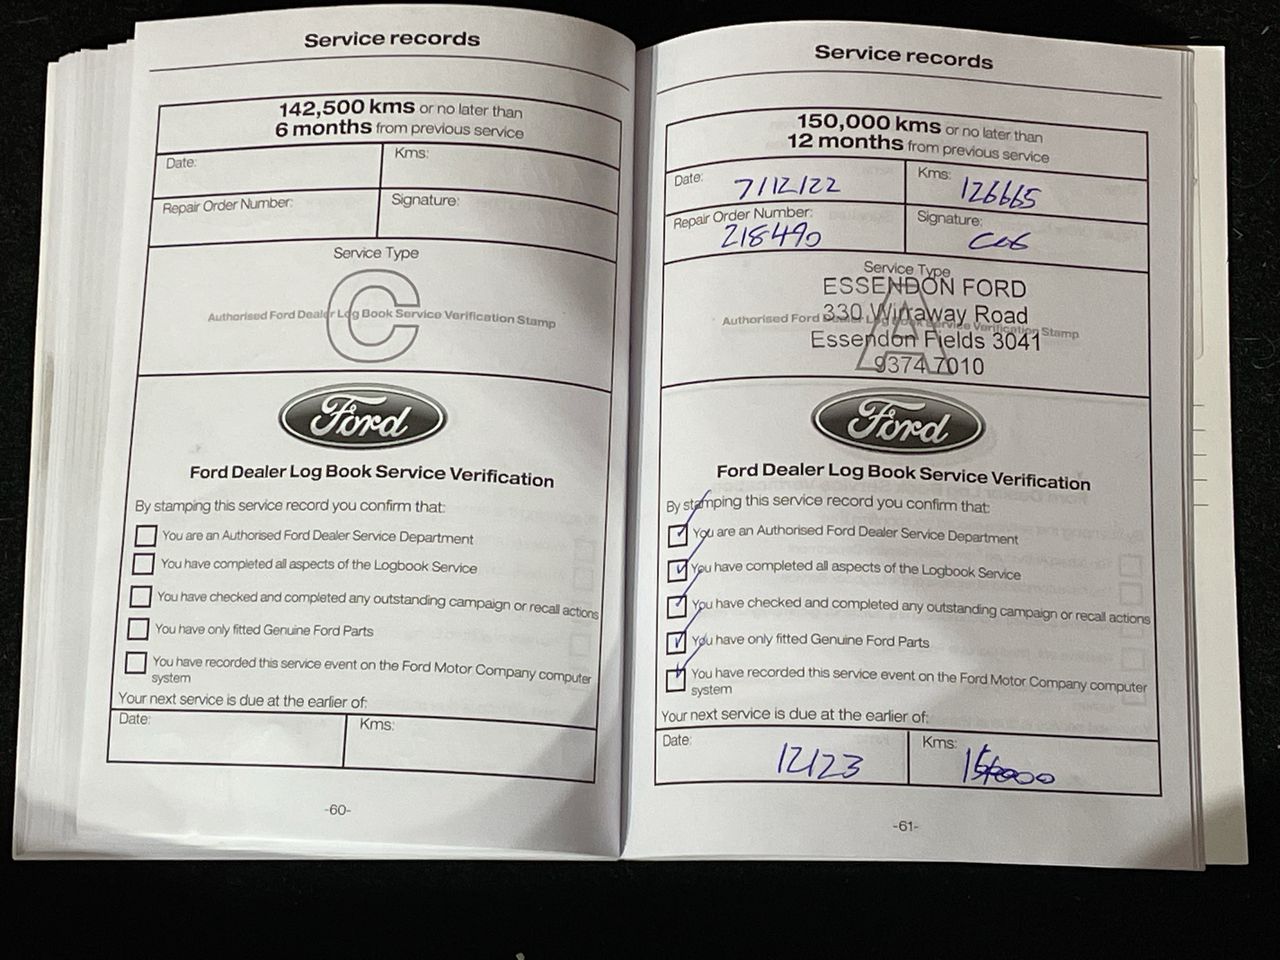 Service records
142,500 kms or no later than
6 months from previous service
Date:
Kms:
Repair Order Number:
Signature:
Service Type
C
Authorised Ford Dealer Log Book Service Verification Stamp
Ford
Ford Dealer Log Book Service Verification
By stamping this service record you confirm that:
You are an Authorised Ford Dealer Service Department
You have completed all aspects of the Logbook Service
You have checked and completed any outstanding campaign or recall actions
You have only fitted Genuine Ford Parts
You have recorded this service event on the Ford Motor Company computer
system
Your next service is due at the earlier of:
Date:
Kms:
-60-
Service records
150,000 kms or no later than
12 months from previous service
Date: 7/12/22
Kms: 126665
Repair Order Number:
218490
Signature:
Service Type
ESSENDON FORD
330 Wirraway Road
Authorised Ford Dealer Log Book Service Verification Stamp
A
Essendon Fields 3041
9374 7010
Ford
Ford Dealer Log Book Service Verification
By stamping this service record you confirm that:
You are an Authorised Ford Dealer Service Department
You have completed all aspects of the Logbook Service
You have checked and completed any outstanding campaign or recall actions
You have only fitted Genuine Ford Parts
You have recorded this service event on the Ford Motor Company computer
system
Your next service is due at the earlier of:
Date: 12/23
Kms:
-61-